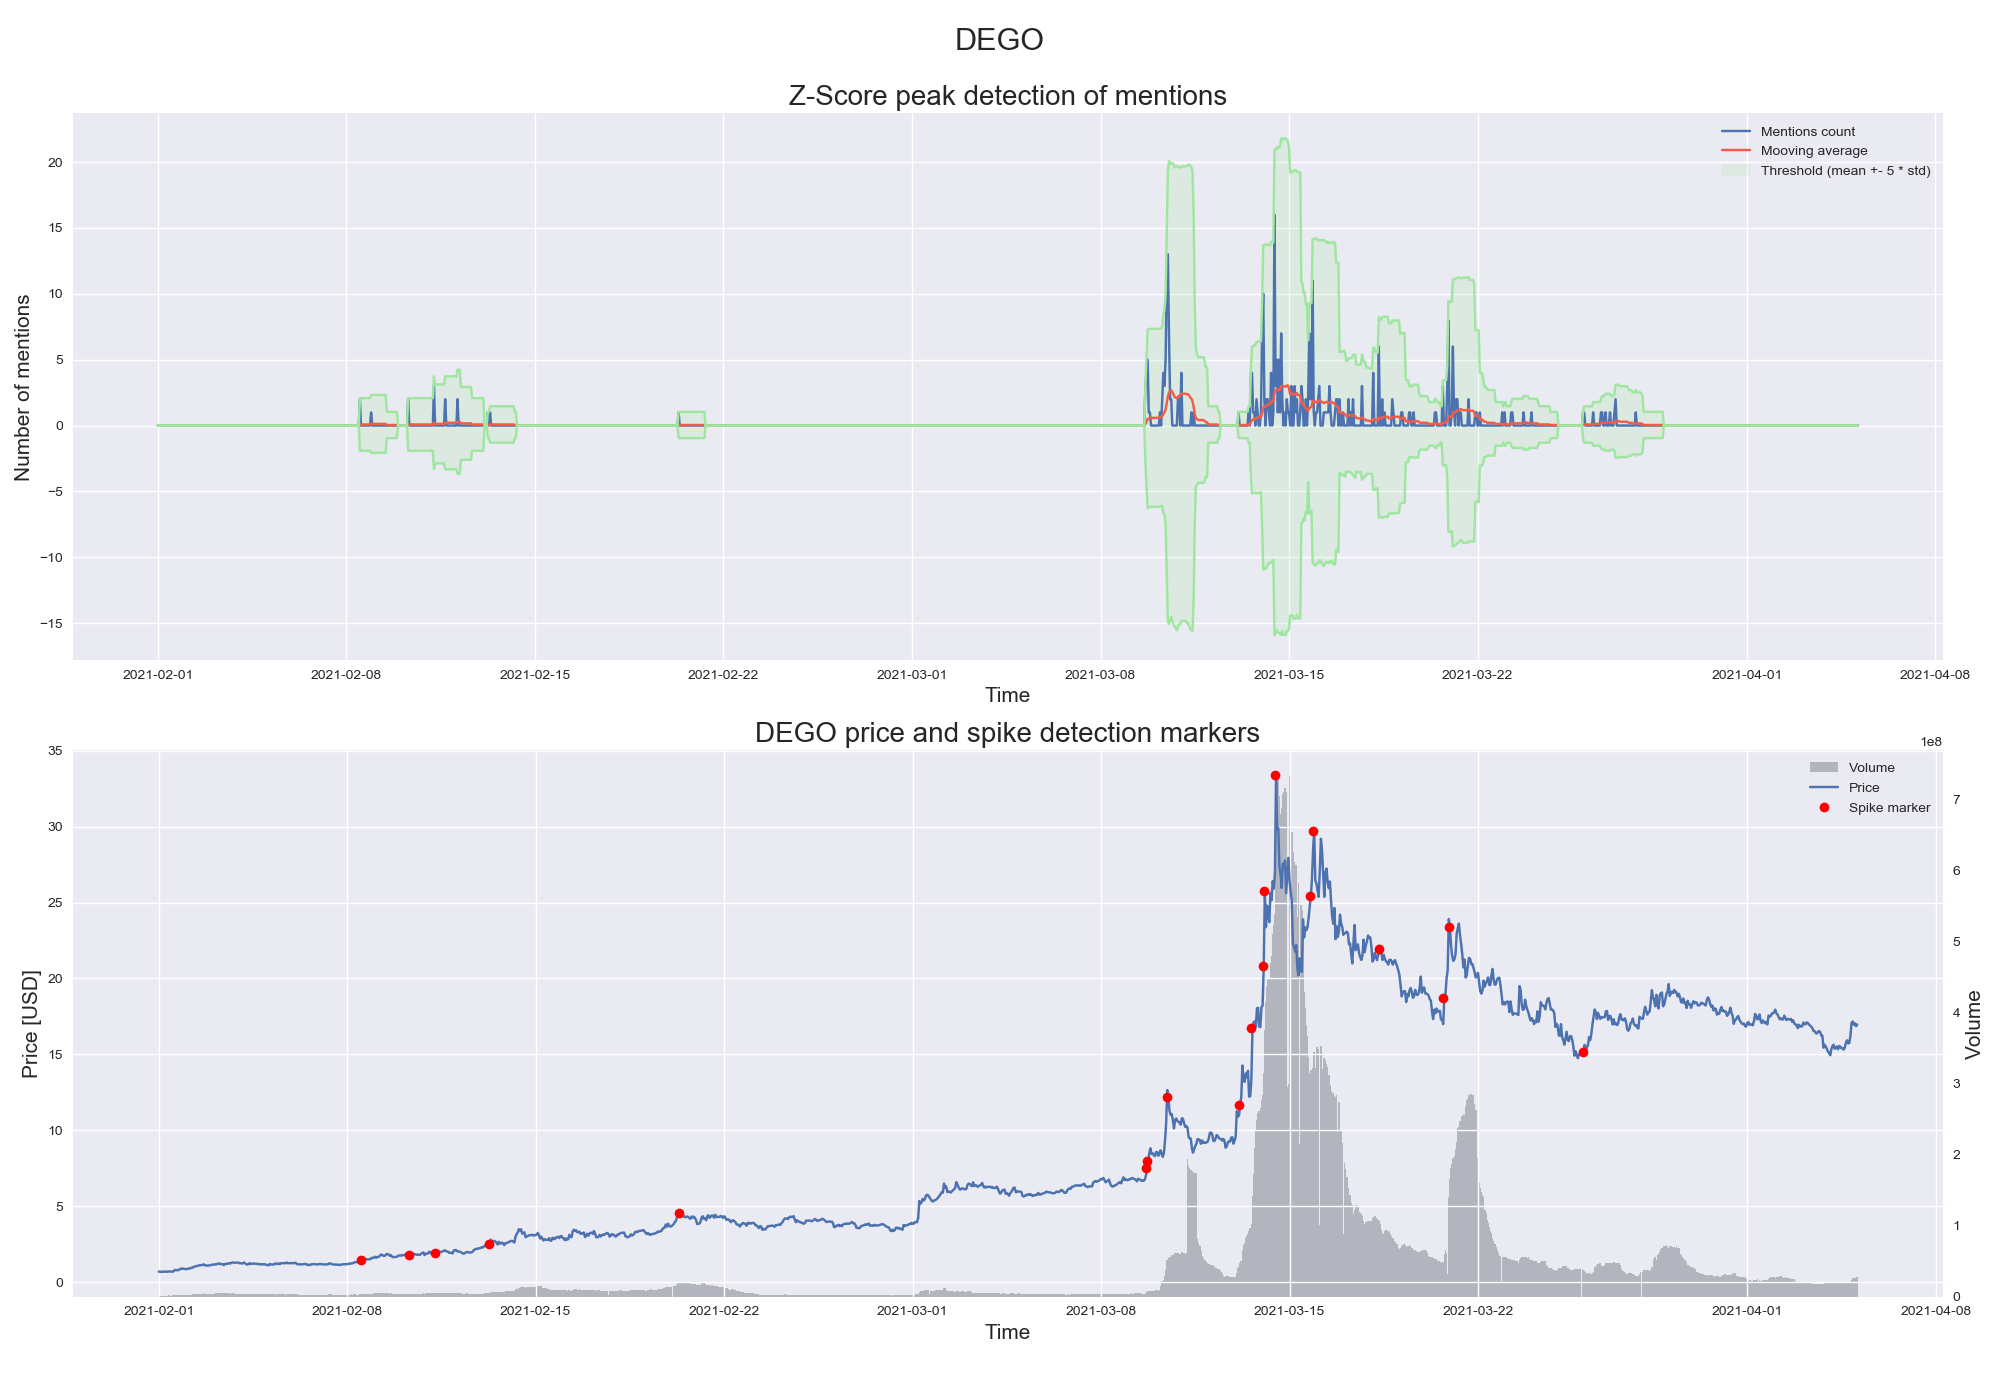 DEGO
Z-Score peak detection of mentions
Mentions count
Mooving average
Threshold (mean +- 5 * std)
Number of mentions
20
15
10
5
0
−5
−10
−15
2021-02-01 2021-02-08 2021-02-15 2021-02-22 2021-03-01 2021-03-08 2021-03-15 2021-03-22 2021-04-01 2021-04-08
Time
DEGO price and spike detection markers
1e8
Volume
Price
Spike marker
Price [USD]
35
30
25
20
15
10
5
0
7
6
5
4
3
2
1
0
Volume
2021-02-01 2021-02-08 2021-02-15 2021-02-22 2021-03-01 2021-03-08 2021-03-15 2021-03-22 2021-04-01 2021-04-08
Time